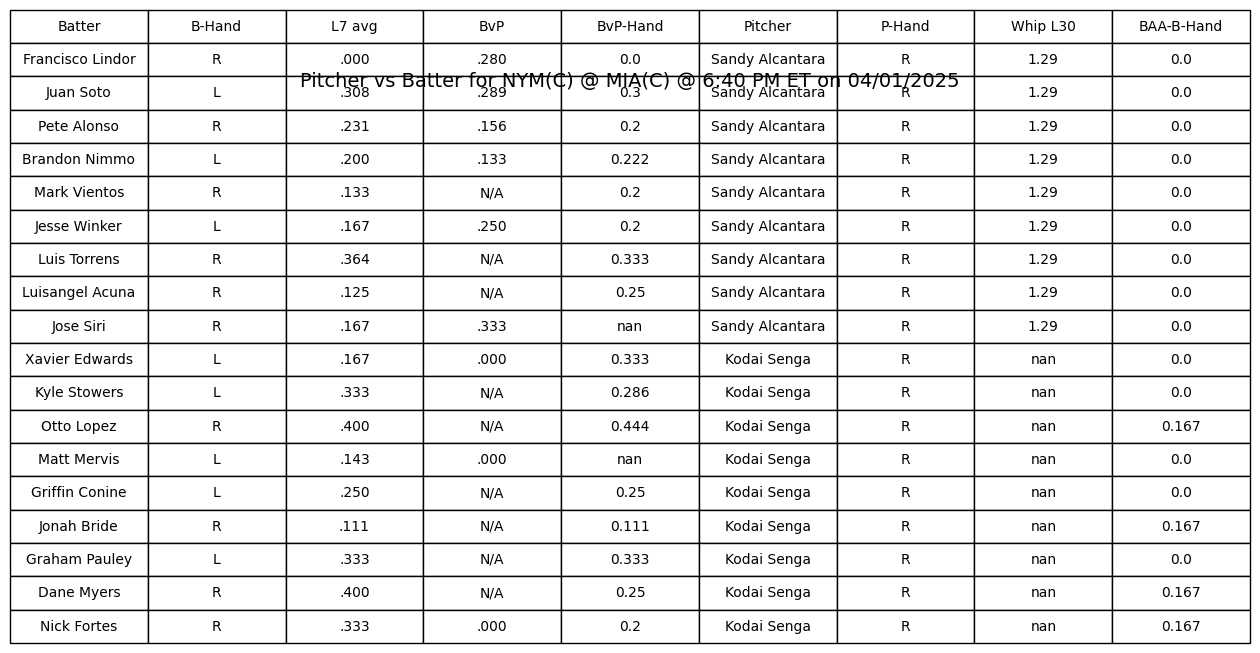 Batter B-Hand L7 avg BvP BvP-Hand Pitcher P-Hand Whip L30 BAA-B-Hand
Francisco Lindor R .000 .280 0.0 Sandy Alcantara R 1.29 0.0
Pitcher vs Batter for NYM(C) @ MIA(C) @ 6:40 PM ET on 04/01/2025
Juan Soto L .308 .289 0.3 Sandy Alcantara R 1.29 0.0
Pete Alonso R .231 .156 0.2 Sandy Alcantara R 1.29 0.0
Brandon Nimmo L .200 .133 0.222 Sandy Alcantara R 1.29 0.0
Mark Vientos R .133 N/A 0.2 Sandy Alcantara R 1.29 0.0
Jesse Winker L .167 .250 0.2 Sandy Alcantara R 1.29 0.0
Luis Torrens R .364 N/A 0.333 Sandy Alcantara R 1.29 0.0
Luisangel Acuna R .125 N/A 0.25 Sandy Alcantara R 1.29 0.0
Jose Siri R .167 .333 nan Sandy Alcantara R 1.29 0.0
Xavier Edwards L .167 .000 0.333 Kodai Senga R nan 0.0
Kyle Stowers L .333 N/A 0.286 Kodai Senga R nan 0.0
Otto Lopez R .400 N/A 0.444 Kodai Senga R nan 0.167
Matt Mervis L .143 .000 nan Kodai Senga R nan 0.0
Griffin Conine L .250 N/A 0.25 Kodai Senga R nan 0.0
Jonah Bride R .111 N/A 0.111 Kodai Senga R nan 0.167
Graham Pauley L .333 N/A 0.333 Kodai Senga R nan 0.0
Dane Myers R .400 N/A 0.25 Kodai Senga R nan 0.167
Nick Fortes R .333 .000 0.2 Kodai Senga R nan 0.167